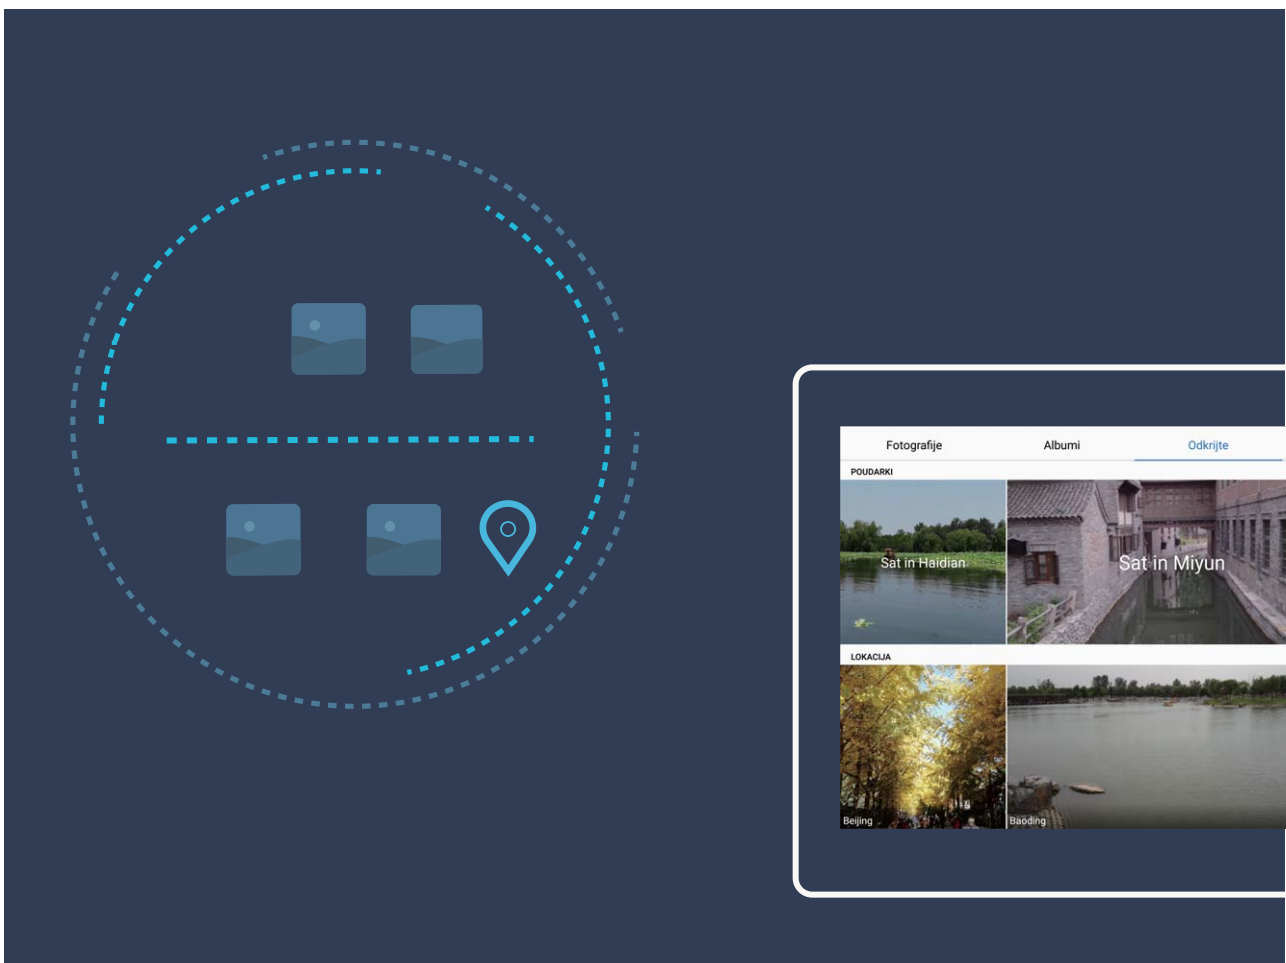 Fotografije Albumi Odkrijte
POUDARKI
Sat in Haidian Sat in Miyun
LOKACIJA
Beijing Baoding